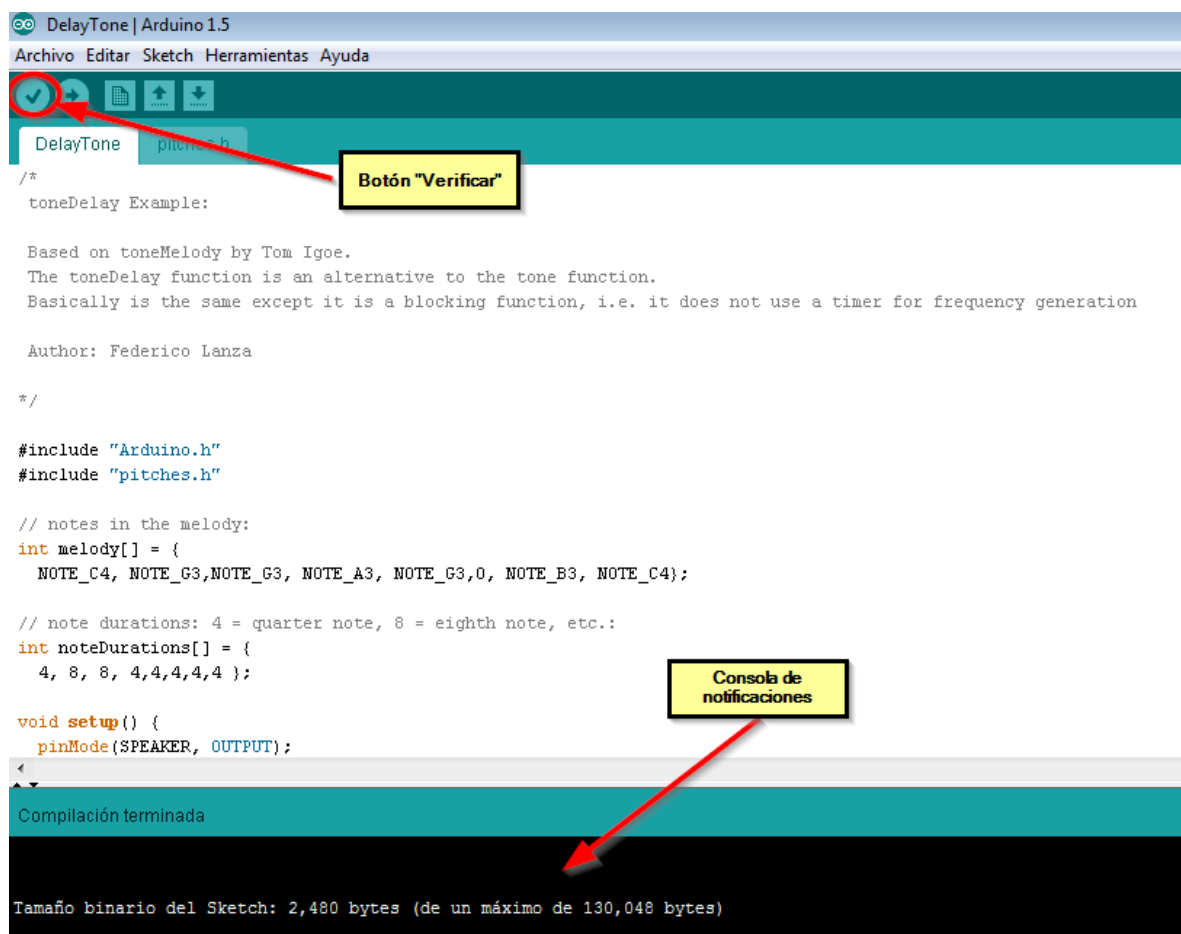 DelayTone | Arduino 1.5
Archivo Editar Sketch Herramientas Ayuda
DelayTone pitches.h
Botón "Verificar"
/*
toneDelay Example:
Based on toneMelody by Tom Igoe.
The toneDelay function is an alternative to the tone function.
Basically is the same except it is a blocking function, i.e. it does not use a timer for frequency generation
Author: Federico Lanza
*/
#include "Arduino.h"
#include "pitches.h"
// notes in the melody:
int melody[] = {
NOTE_C4, NOTE_G3,NOTE_G3, NOTE_A3, NOTE_G3,0, NOTE_B3, NOTE_C4};
// note durations: 4 = quarter note, 8 = eighth note, etc.:
int noteDurations[] = {
4, 8, 8, 4,4,4,4,4 };
Consola de
notificaciones
void setup() {
pinMode(SPEAKER, OUTPUT);
Compilación terminada
Tamaño binario del Sketch: 2,480 bytes (de un máximo de 130,048 bytes)